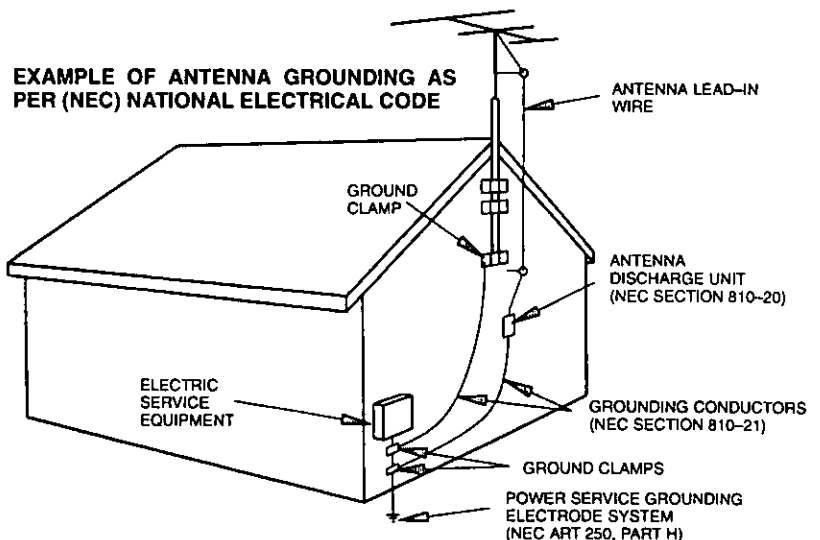 EXAMPLE OF ANTENNA GROUNDING AS
PER (NEC) NATIONAL ELECTRICAL CODE
ANTENNA LEAD–IN
WIRE
GROUND
CLAMP
ANTENNA
DISCHARGE UNIT
(NEC SECTION 810–20)
ELECTRIC
SERVICE
EQUIPMENT
GROUNDING CONDUCTORS
(NEC SECTION 810–21)
GROUND CLAMPS
POWER SERVICE GROUNDING
ELECTRODE SYSTEM
(NEC ART 250, PART H)